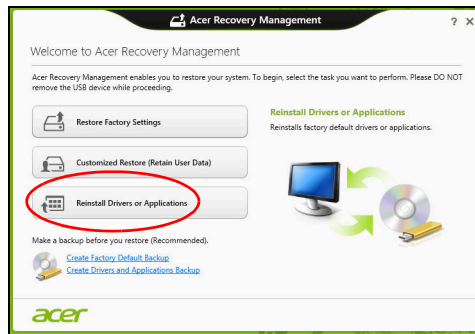 Acer Recovery Management
? X
Welcome to Acer Recovery Management
Acer Recovery Management enables you to restore your system. To begin, select the task you want to perform. Please DO NOT
remove the USB device while proceeding.
Restore Factory Settings
Customized Restore (Retain User Data)
Reinstall Drivers or Applications
Reinstall Drivers or Applications
Reinstalls factory default drivers or applications.
Make a backup before you restore (Recommended).
Create Factory Default Backup
Create Drivers and Applications Backup
acer